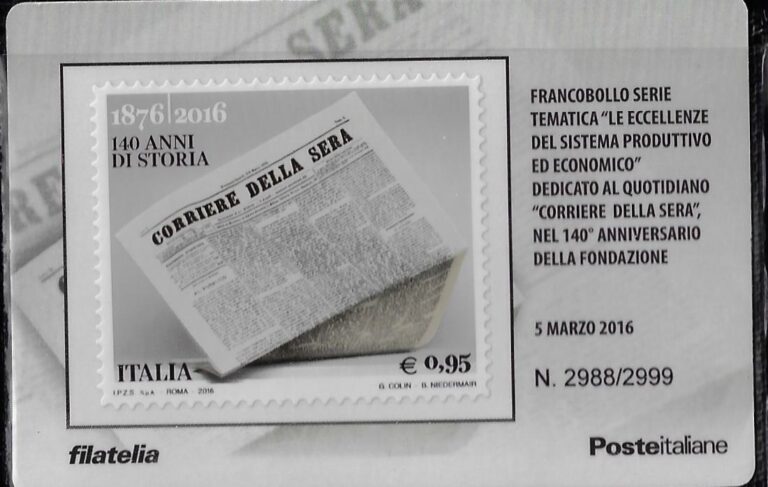 SERA
1876|2016
140 ANNI
DI STORIA
CORRIERE DELLA SERA
ITALIA
€ 0,95
I.P.Z.S. S.p.A. - ROMA - 2016
G. COLIN - B. NIEDERMAIR
FRANCOBOLLO SERIE
TEMATICA “LE ECCELLENZE
DEL SISTEMA PRODUTTIVO
ED ECONOMICO”
DEDICATO AL QUOTIDIANO
“CORRIERE DELLA SERA”,
NEL 140° ANNIVERSARIO
DELLA FONDAZIONE
5 MARZO 2016
N. 2988/2999
filatelia
Posteitaliane